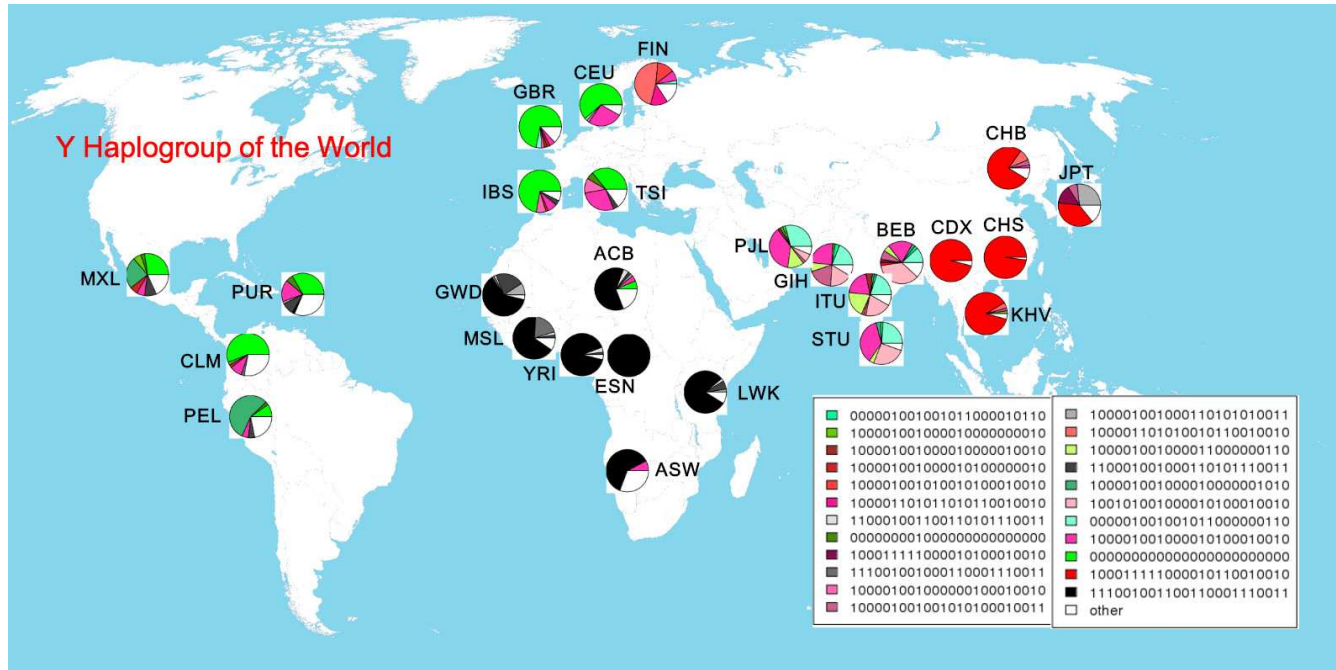 FIN
CEU
GBR
Y Haplogroup of the World
CHB
JPT
IBS
TSI
PJL
BEB
CDX
CHS
ACB
MXL
PUR
GWD
GIH
ITU
KHV
MSL
STU
CLM
YRI
ESN
LWK
PEL
ASW
000001001001011000010110
100001001000010000000010
100001001000010000010010
100001001000010100000010
100001001010010100010010
100001101011010110010010
110001001100110101110011
000000001000000000000000
100011111000010100010010
111001001000110001110011
100001001000000100010010
100001001001010100010011
100001001000110101010011
100001101010010110010010
100001001000011000000110
110001001000110101110011
100001001000010000001010
100101001000010100010010
000001001001011000000110
100001001000010100010010
000000000000000000000000
100011111000010110010010
111001001100110001110011
other